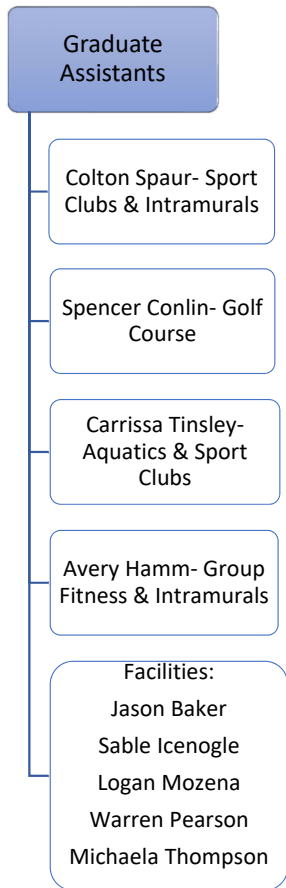 Graduate
Assistants
Colton Spaur- Sport
Clubs & Intramurals
Spencer Conlin- Golf
Course
Carrissa Tinsley-
Aquatics & Sport
Clubs
Avery Hamm- Group
Fitness & Intramurals
Facilities:
Jason Baker
Sable Icenogle
Logan Mozena
Warren Pearson
Michaela Thompson